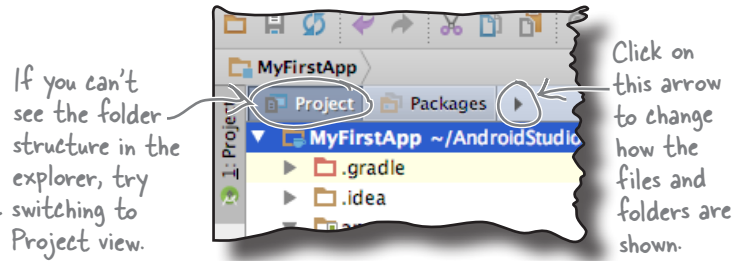 If you can't
see the folder
structure in the
explorer, try
switching to
Project view.
MyFirstApp
Project Packages
1: Project
MyFirstApp ~/AndroidStudio
.gradle
.idea
Click on
this arrow
to change
how the
files and
folders are
shown.